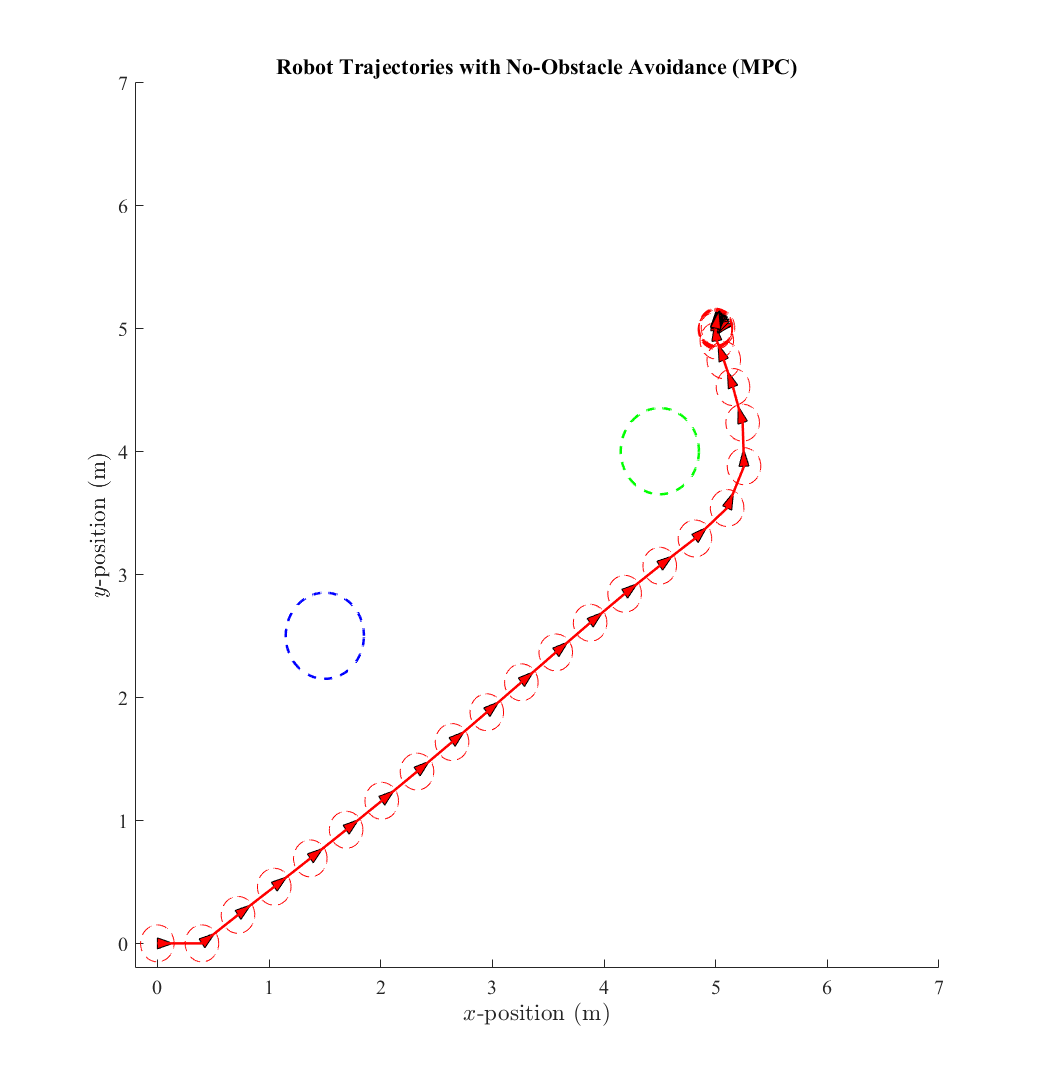 Robot Trajectories with No-Obstacle Avoidance (MPC)
7
6
5
4
3
2
1
0
y-position (m)
0 1 2 3 4 5 6 7
x-position (m)